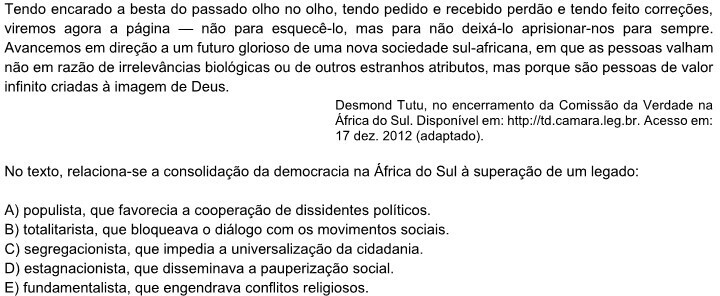 Tendo encarado a besta do passado olho no olho, tendo pedido e recebido perdão e tendo feito correções,
viremos agora a página — não para esquecê-lo, mas para não deixá-lo aprisionar-nos para sempre.
Avancemos em direção a um futuro glorioso de uma nova sociedade sul-africana, em que as pessoas valham
não em razão de irrelevâncias biológicas ou de outros estranhos atributos, mas porque são pessoas de valor
infinito criadas à imagem de Deus.
Desmond Tutu, no encerramento da Comissão da Verdade na
África do Sul. Disponível em: http://td.camara.leg.br. Acesso em:
17 dez. 2012 (adaptado).
No texto, relaciona-se a consolidação da democracia na África do Sul à superação de um legado:
A) populista, que favorecia a cooperação de dissidentes políticos.
B) totalitarista, que bloqueava o diálogo com os movimentos sociais.
C) segregacionista, que impedia a universalização da cidadania.
D) estagnacionista, que disseminava a pauperização social.
E) fundamentalista, que engendrava conflitos religiosos.